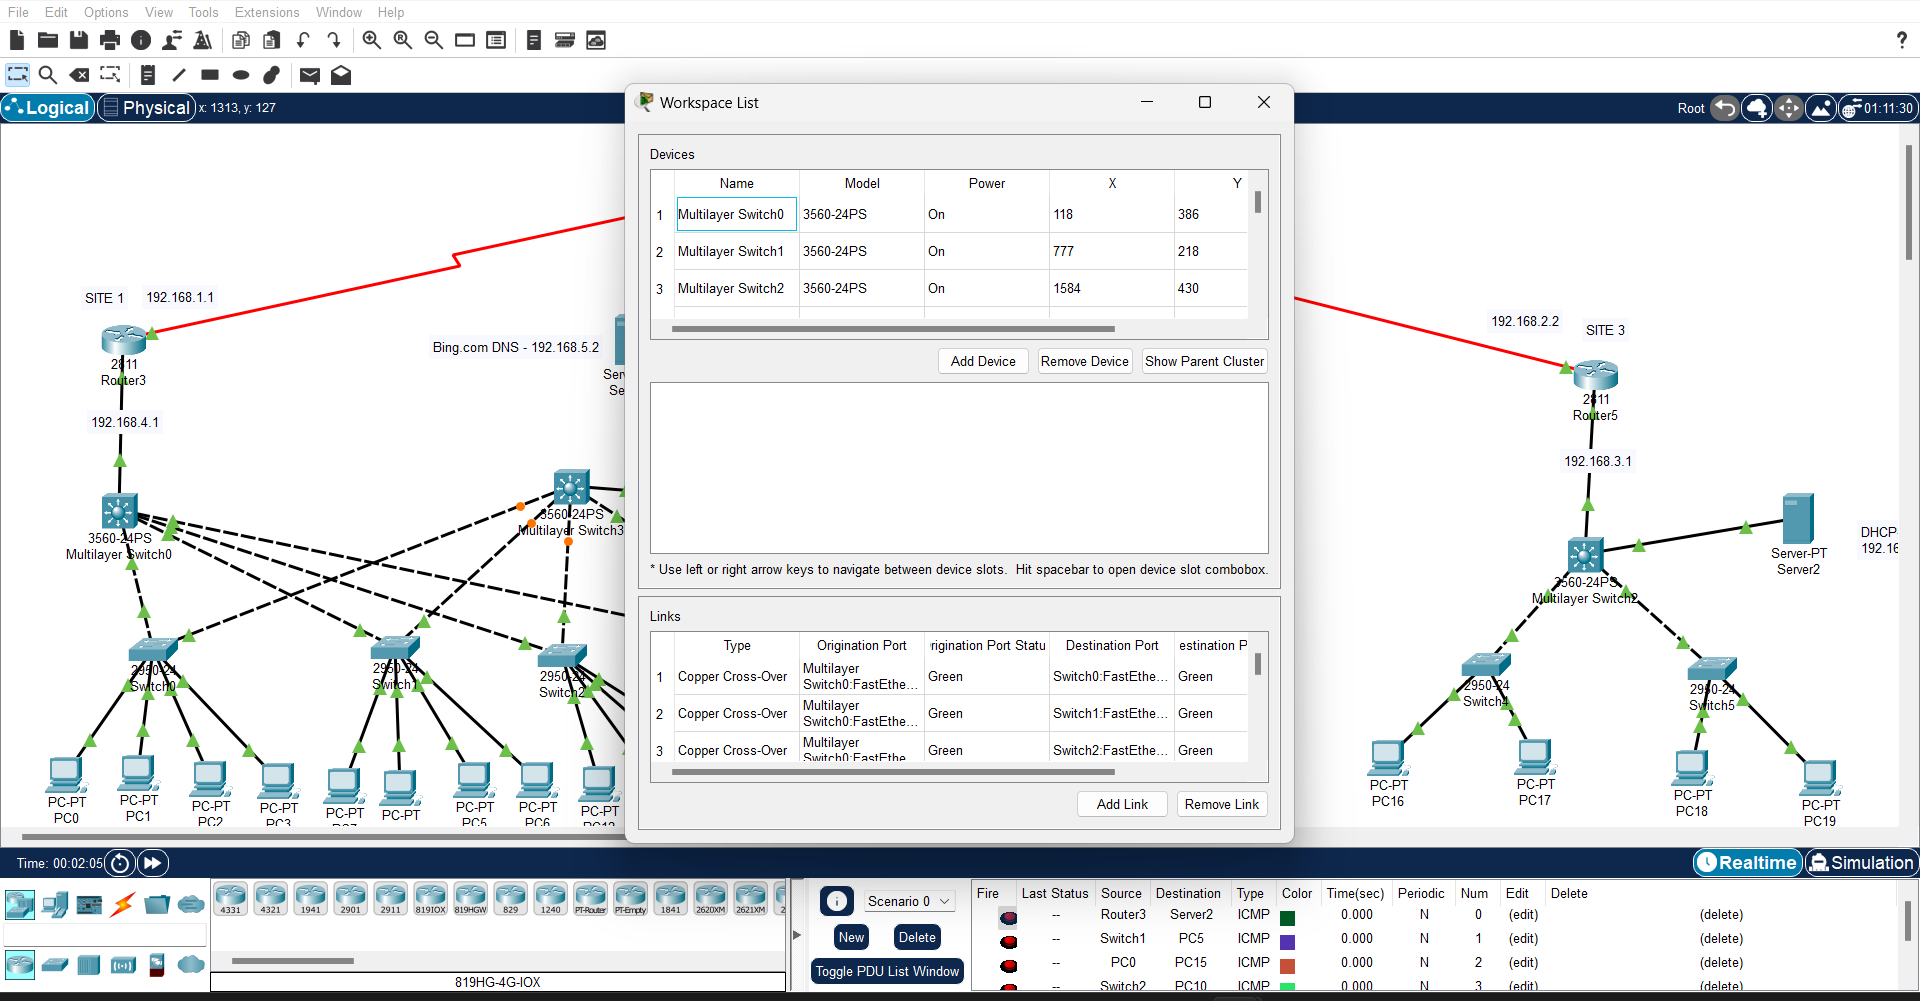 File Edit Options View Tools Extensions Window Help
?
Logical Physical x: 1313, y: 127
Root 01:11:30
Workspace List
Devices
Name Model Power X Y
1 Multilayer Switch0 3560-24PS On 118 386
2 Multilayer Switch1 3560-24PS On 777 218
3 Multilayer Switch2 3560-24PS On 1584 430
Add Device Remove Device Show Parent Cluster
* Use left or right arrow keys to navigate between device slots. Hit spacebar to open device slot combobox.
Links
Type Origination Port rigination Port Statu Destination Port estination P
1 Copper Cross-Over Multilayer Switch0:FastEthe... Green Switch0:FastEthe... Green
2 Copper Cross-Over Multilayer Switch0:FastEthe... Green Switch1:FastEthe... Green
3 Copper Cross-Over Multilayer Switch0:FastEthe... Green Switch2:FastEthe... Green
Add Link Remove Link
SITE 1 192.168.1.1
2811
Router3
192.168.4.1
3560-24PS
Multilayer Switch0
Bing.com DNS - 192.168.5.2
Serv
Se
3560-24PS
Multilayer Switch3
2950-24
Switch0
2950-24
Switch1
2950-24
Switch2
PC-PT
PC0
PC-PT
PC1
PC-PT
PC2
PC-PT
PC3
PC-PT
PC-PT
PC-PT
PC5
PC-PT
PC6
PC-PT
192.168.2.2
SITE 3
2811
Router5
192.168.3.1
3560-24PS
Multilayer Switch2
Server-PT
Server2
DHCP
192.16
2950-24
Switch4
2950-24
Switch5
PC-PT
PC16
PC-PT
PC17
PC-PT
PC18
PC-PT
PC19
Time: 00:02:05
Realtime Simulation
4331 4321 1941 2901 2911 819IOX 819HGW 829 1240 PT-Router PT-Empty 1841 2620XM 2621XM 2
819HG-4G-IOX
Scenario 0
New Delete
Toggle PDU List Window
Fire Last Status Source Destination Type Color Time(sec) Periodic Num Edit Delete
-- Router3 Server2 ICMP 0.000 N 0 (edit) (delete)
-- Switch1 PC5 ICMP 0.000 N 1 (edit) (delete)
-- PC0 PC15 ICMP 0.000 N 2 (edit) (delete)
-- Switch2 PC10 ICMP 0.000 N 3 (edit) (delete)